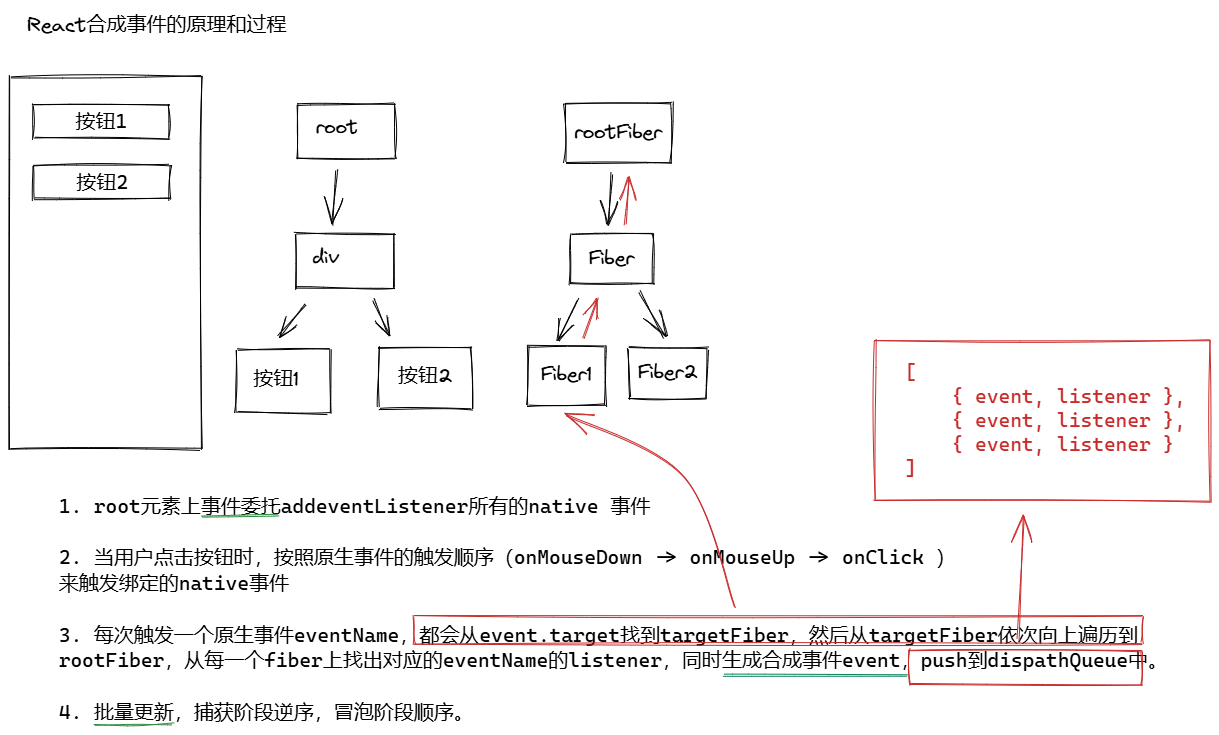 React合成事件的原理和过程
按钮1
按钮2
root
div
按钮1
按钮2
rootFiber
Fiber
Fiber1
Fiber2
[
{ event, listener },
{ event, listener },
{ event, listener }
]
1. root元素上事件委托addeventListener所有的native 事件
2. 当用户点击按钮时，按照原生事件的触发顺序（onMouseDown -> onMouseUp -> onClick ）
来触发绑定的native事件
3. 每次触发一个原生事件eventName，都会从event.target找到targetFiber，然后从targetFiber依次向上遍历到
rootFiber，从每一个fiber上找出对应的eventName的listener，同时生成合成事件event，push到dispathQueue中。
4. 批量更新，捕获阶段逆序，冒泡阶段顺序。